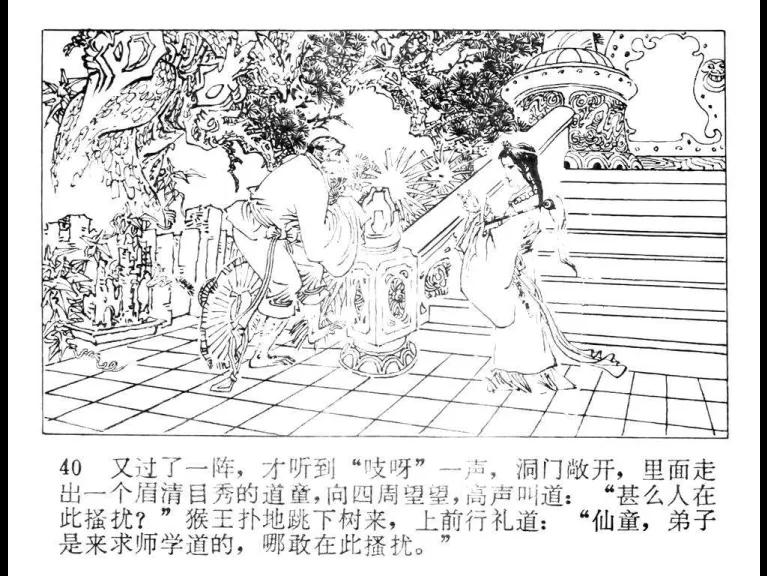 40 又过了一阵，才听到“吱呀”一声，洞门敞开，里面走
出一个眉清目秀的道童，向四周望望，高声叫道：“甚么人在
此搔扰？”猴王扑地跳下树来，上前行礼道：“仙童，弟子
是来求师学道的，哪敢在此搔扰。”